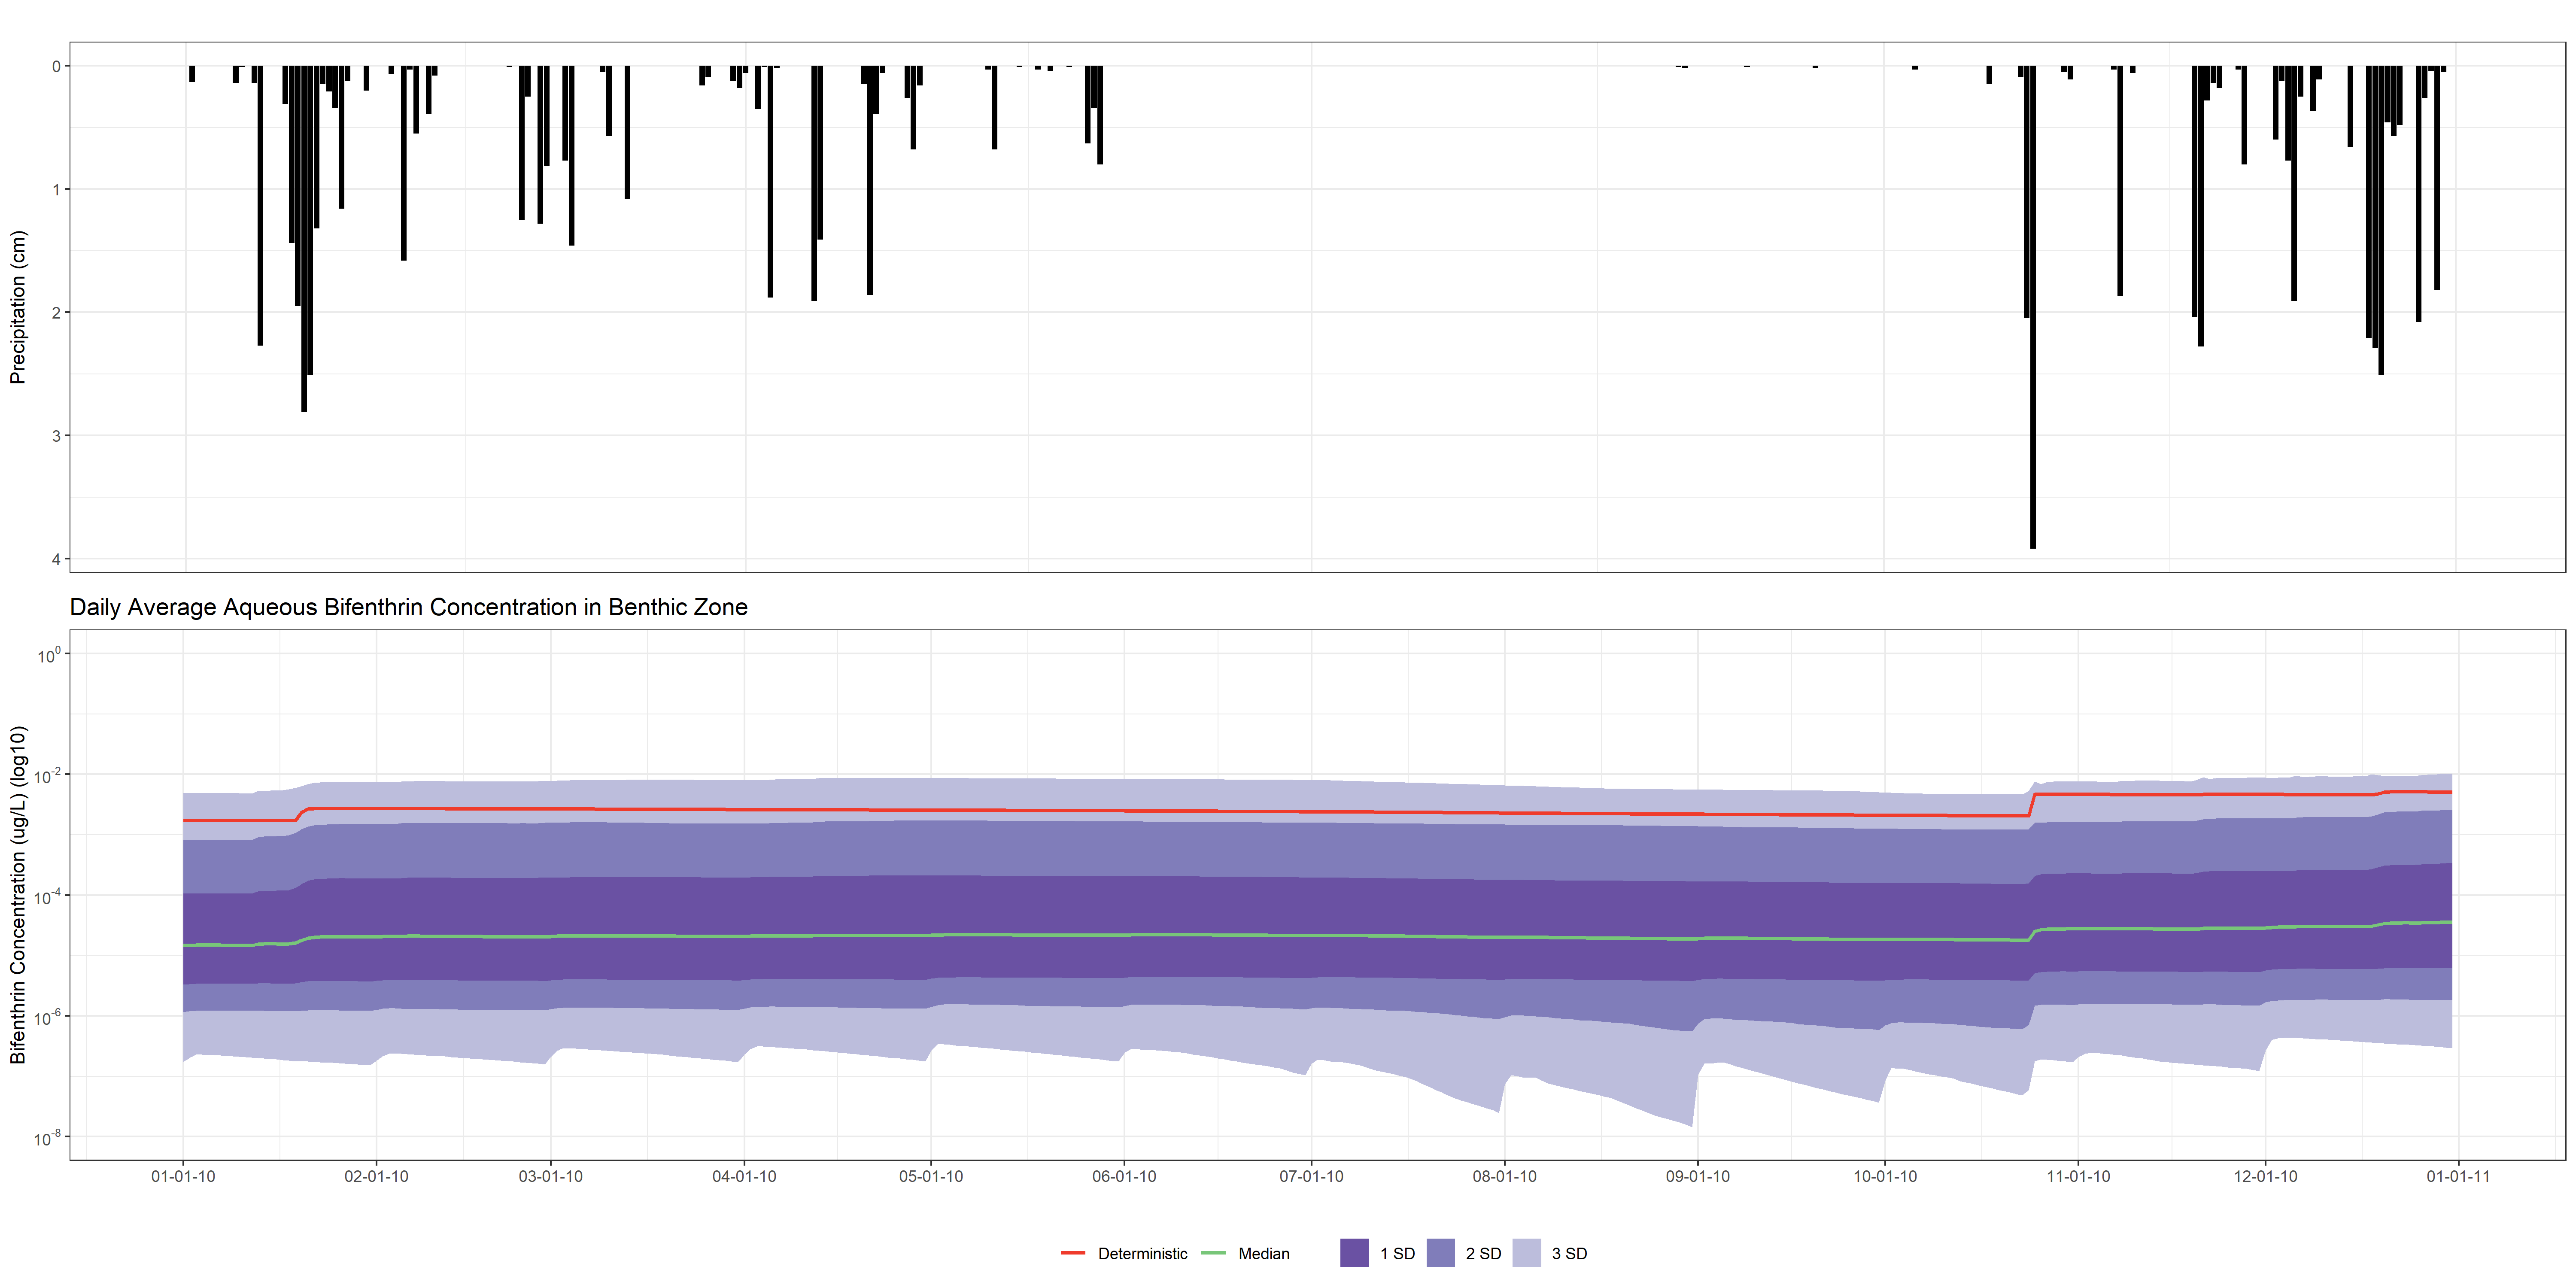 0
1
2
3
4
Precipitation (cm)
Daily Average Aqueous Bifenthrin Concentration in Benthic Zone
10^0
10^-2
10^-4
10^-6
10^-8
Bifenthrin Concentration (ug/L) (log10)
01-01-10 02-01-10 03-01-10 04-01-10 05-01-10 06-01-10 07-01-10 08-01-10 09-01-10 10-01-10 11-01-10 12-01-10 01-01-11
Deterministic Median 1 SD 2 SD 3 SD